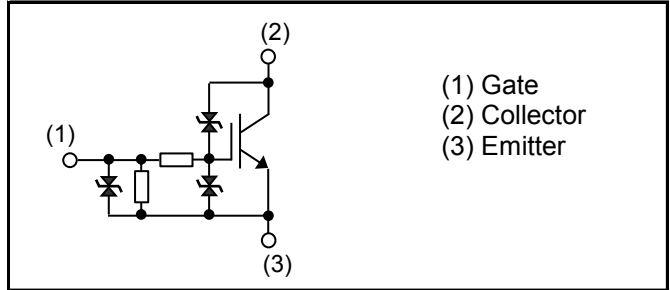 (2)
(1)
(3)
(1) Gate
(2) Collector
(3) Emitter